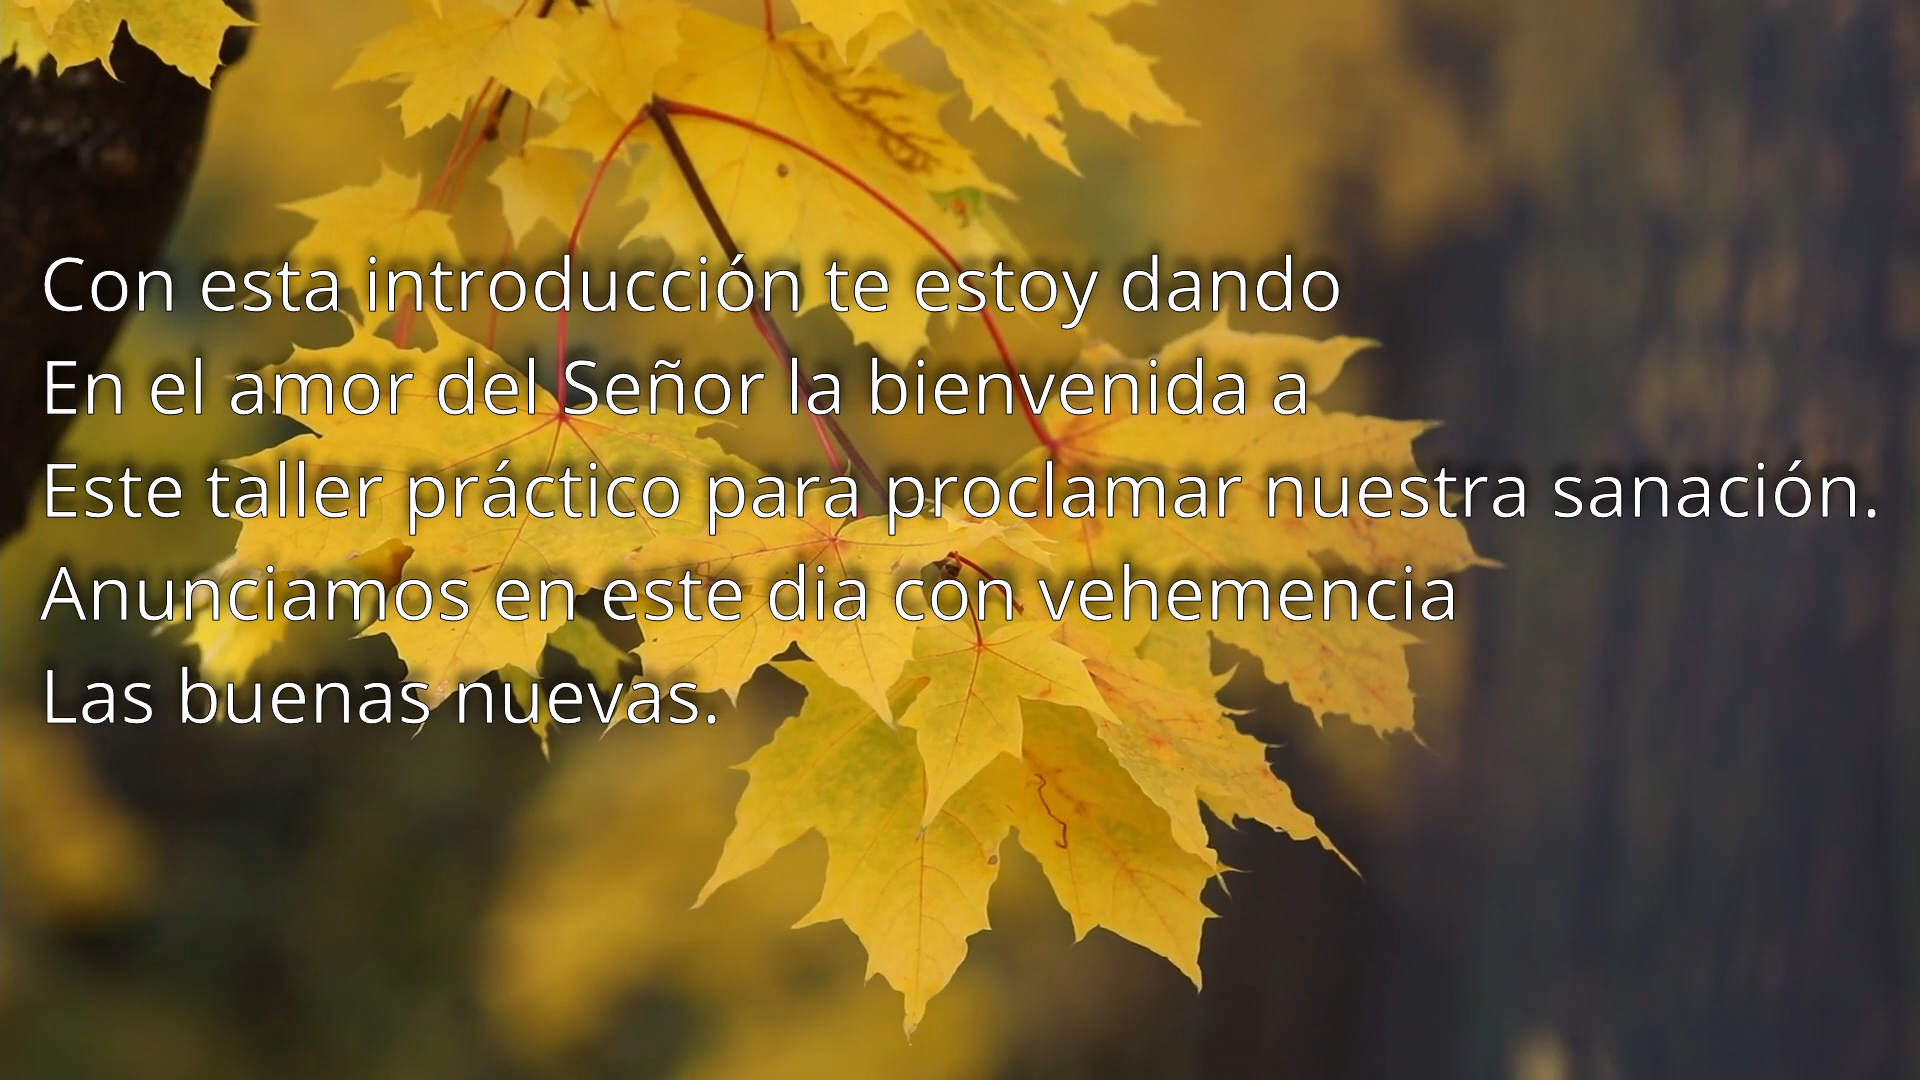 Con esta introducción te estoy dando
En el amor del Señor la bienvenida a
Este taller práctico para proclamar nuestra sanación.
Anunciamos en este dia con vehemencia
Las buenas nuevas.